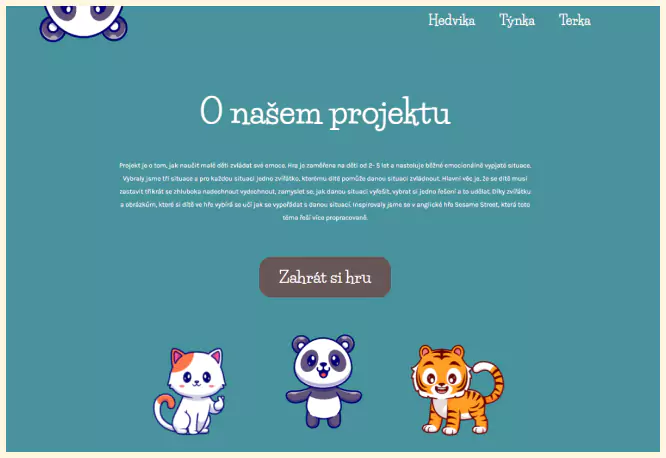 Hedvika Týnka Terka
O našem projektu
Projekt je o tom, jak naučit malé děti zvládat své emoce. Hra je zaměřena na děti od 2- 5 let a nastoluje běžné emocionálně vypjaté situace.
Vybraly jsme tři situace a pro každou situaci jedno zvířátko, kterému dítě pomůže danou situaci zvládnout. Hlavní věc je, že se dítě musí
zastavit třikrát se zhluboka nadechnout vydechnout, zamyslet se, jak danou situaci vyřešit, vybrat si jedno řešení a to udělat. Díky zvířátku
a obrázkům, které si dítě ve hře vybírá se učí jak se vypořádat s danou situací. Inspirovaly jsme se v anglické hře Sesame Street, která toto
téma řeší více propracovaně.
Zahrát si hru